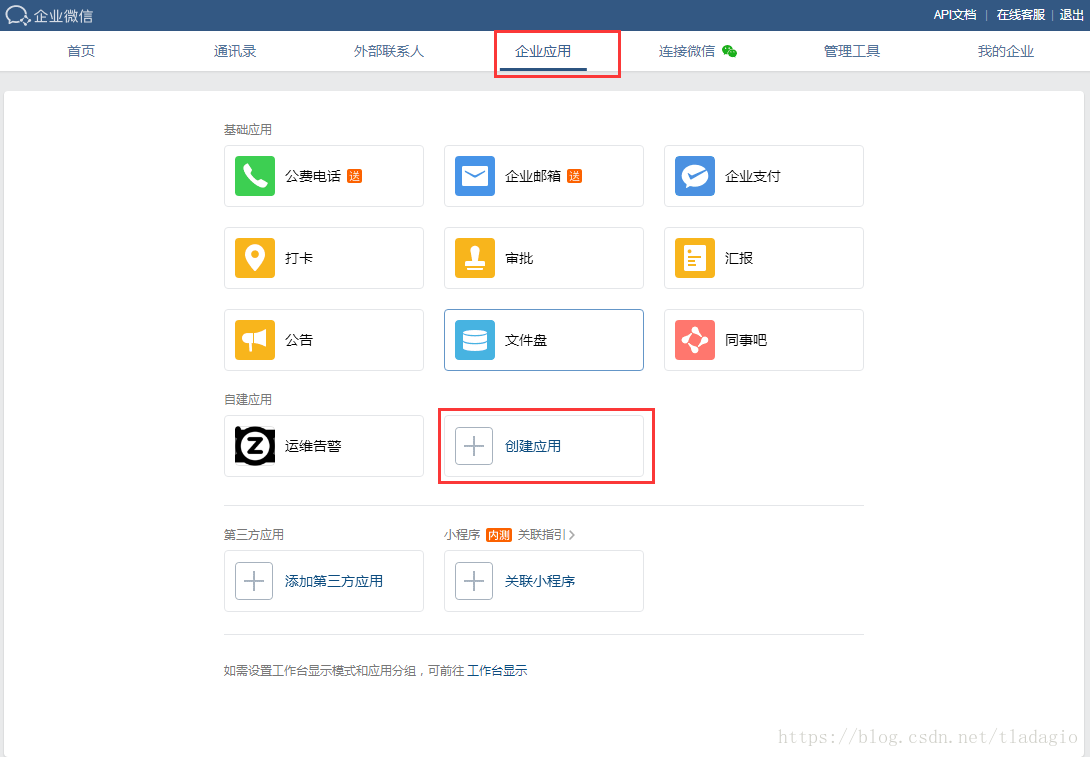 企业微信
API文档 | 在线客服 | 退出
首页 通讯录 外部联系人 企业应用 连接微信 管理工具 我的企业
基础应用
公费电话 送 企业邮箱 送 企业支付
打卡 审批 汇报
公告 文件盘 同事吧
自建应用
Z 运维告警 创建应用
第三方应用 小程序 内测 关联指引
添加第三方应用 关联小程序
如需设置工作台显示模式和应用分组，可前往 工作台显示
https://blog.csdn.net/tladagio